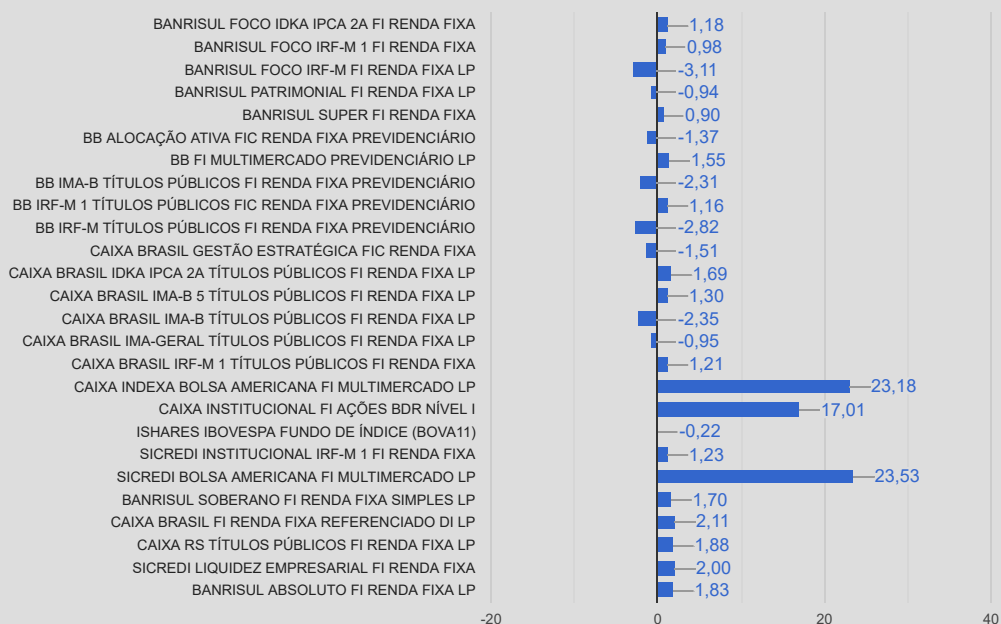 BANRISUL FOCO IDKA IPCA 2A FI RENDA FIXA 1,18
BANRISUL FOCO IRF-M 1 FI RENDA FIXA 0,98
BANRISUL FOCO IRF-M FI RENDA FIXA LP -3,11
BANRISUL PATRIMONIAL FI RENDA FIXA LP -0,94
BANRISUL SUPER FI RENDA FIXA 0,90
BB ALOCAÇÃO ATIVA FIC RENDA FIXA PREVIDENCIÁRIO -1,37
BB FI MULTIMERCADO PREVIDENCIÁRIO LP 1,55
BB IMA-B TÍTULOS PÚBLICOS FI RENDA FIXA PREVIDENCIÁRIO -2,31
BB IRF-M 1 TÍTULOS PÚBLICOS FIC RENDA FIXA PREVIDENCIÁRIO 1,16
BB IRF-M TÍTULOS PÚBLICOS FI RENDA FIXA PREVIDENCIÁRIO -2,82
CAIXA BRASIL GESTÃO ESTRATÉGICA FIC RENDA FIXA -1,51
CAIXA BRASIL IDKA IPCA 2A TÍTULOS PÚBLICOS FI RENDA FIXA LP 1,69
CAIXA BRASIL IMA-B 5 TÍTULOS PÚBLICOS FI RENDA FIXA LP 1,30
CAIXA BRASIL IMA-B TÍTULOS PÚBLICOS FI RENDA FIXA LP -2,35
CAIXA BRASIL IMA-GERAL TÍTULOS PÚBLICOS FI RENDA FIXA LP -0,95
CAIXA BRASIL IRF-M 1 TÍTULOS PÚBLICOS FI RENDA FIXA 1,21
CAIXA INDEXA BOLSA AMERICANA FI MULTIMERCADO LP 23,18
CAIXA INSTITUCIONAL FI AÇÕES BDR NÍVEL I 17,01
ISHARES IBOVESPA FUNDO DE ÍNDICE (BOVA11) -0,22
SICREDI INSTITUCIONAL IRF-M 1 FI RENDA FIXA 1,23
SICREDI BOLSA AMERICANA FI MULTIMERCADO LP 23,53
BANRISUL SOBERANO FI RENDA FIXA SIMPLES LP 1,70
CAIXA BRASIL FI RENDA FIXA REFERENCIADO DI LP 2,11
CAIXA RS TÍTULOS PÚBLICOS FI RENDA FIXA LP 1,88
SICREDI LIQUIDEZ EMPRESARIAL FI RENDA FIXA 2,00
BANRISUL ABSOLUTO FI RENDA FIXA LP 1,83
-20 0 20 40